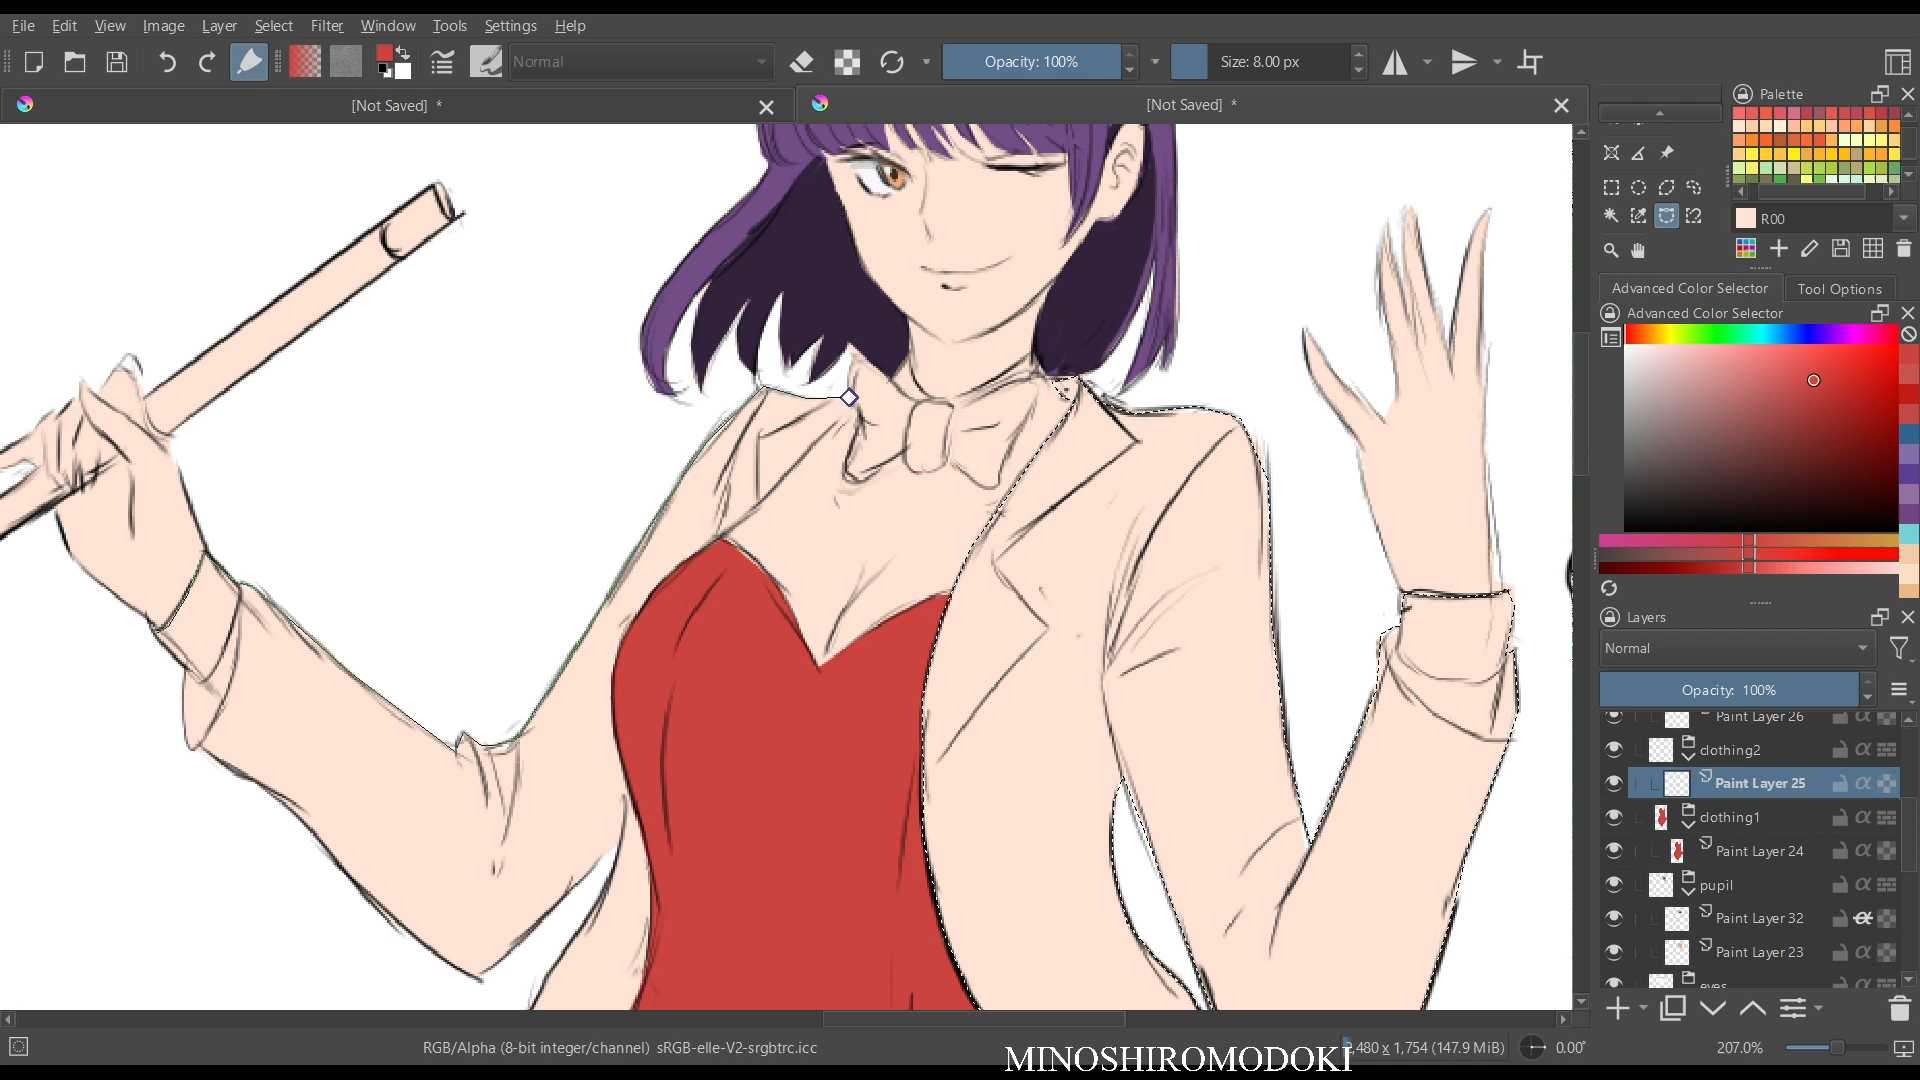 File Edit View Image Layer Select Filter Layer Window Tools Settings Help
Normal
Opacity: 100%
Size: 8.00 px
[Not Saved] *
[Not Saved] *
Palette
R00
Advanced Color Selector
Tool Options
Advanced Color Selector
Layers
Normal
Opacity: 100%
Paint Layer 26
clothing2
Paint Layer 25
clothing1
Paint Layer 24
pupil
Paint Layer 32
Paint Layer 23
eyes
RGB/Alpha (8-bit integer/channel) sRGB-elle-V2-srgbtrc.icc
2,480 x 1,754 (147.9 MiB)
0.00°
207.0%
MINOSHIROMODOKI